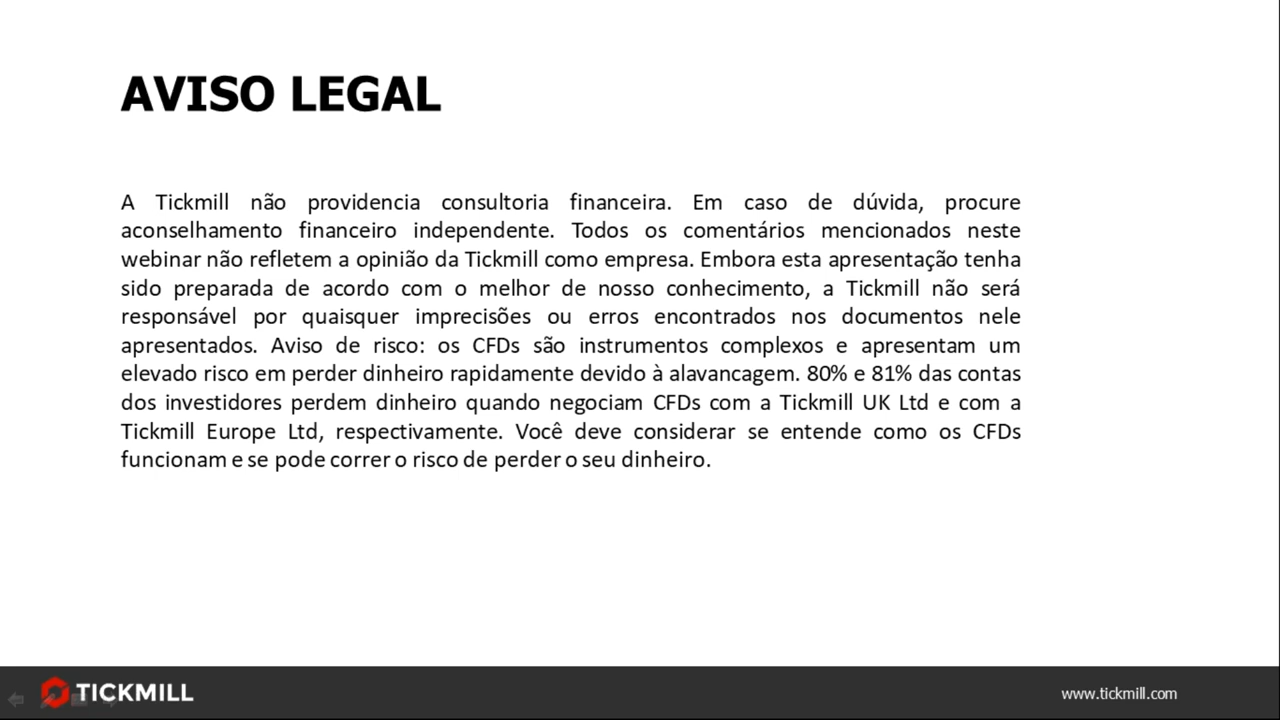 AVISO LEGAL
A Tickmill não providencia consultoria financeira. Em caso de dúvida, procure
aconselhamento financeiro independente. Todos os comentários mencionados neste
webinar não refletem a opinião da Tickmill como empresa. Embora esta apresentação tenha
sido preparada de acordo com o melhor de nosso conhecimento, a Tickmill não será
responsável por quaisquer imprecisões ou erros encontrados nos documentos nele
apresentados. Aviso de risco: os CFDs são instrumentos complexos e apresentam um
elevado risco em perder dinheiro rapidamente devido à alavancagem. 80% e 81% das contas
dos investidores perdem dinheiro quando negociam CFDs com a Tickmill UK Ltd e com a
Tickmill Europe Ltd, respectivamente. Você deve considerar se entende como os CFDs
funcionam e se pode correr o risco de perder o seu dinheiro.
TICKMILL
www.tickmill.com